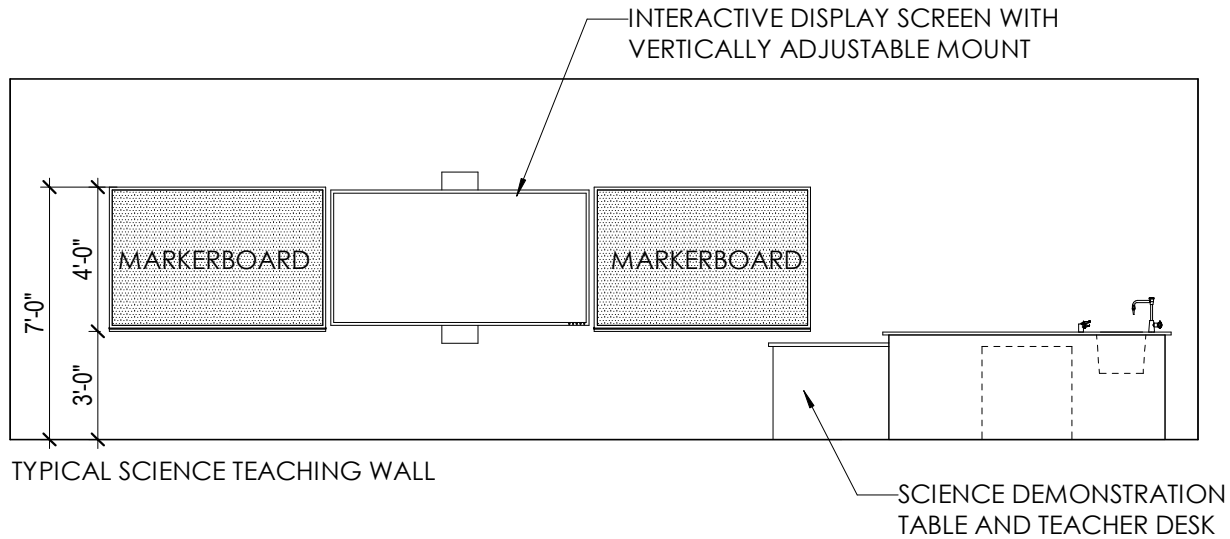 INTERACTIVE DISPLAY SCREEN WITH
VERTICALLY ADJUSTABLE MOUNT
7'-0"
4'-0"
3'-0"
MARKERBOARD
MARKERBOARD
TYPICAL SCIENCE TEACHING WALL
SCIENCE DEMONSTRATION
TABLE AND TEACHER DESK